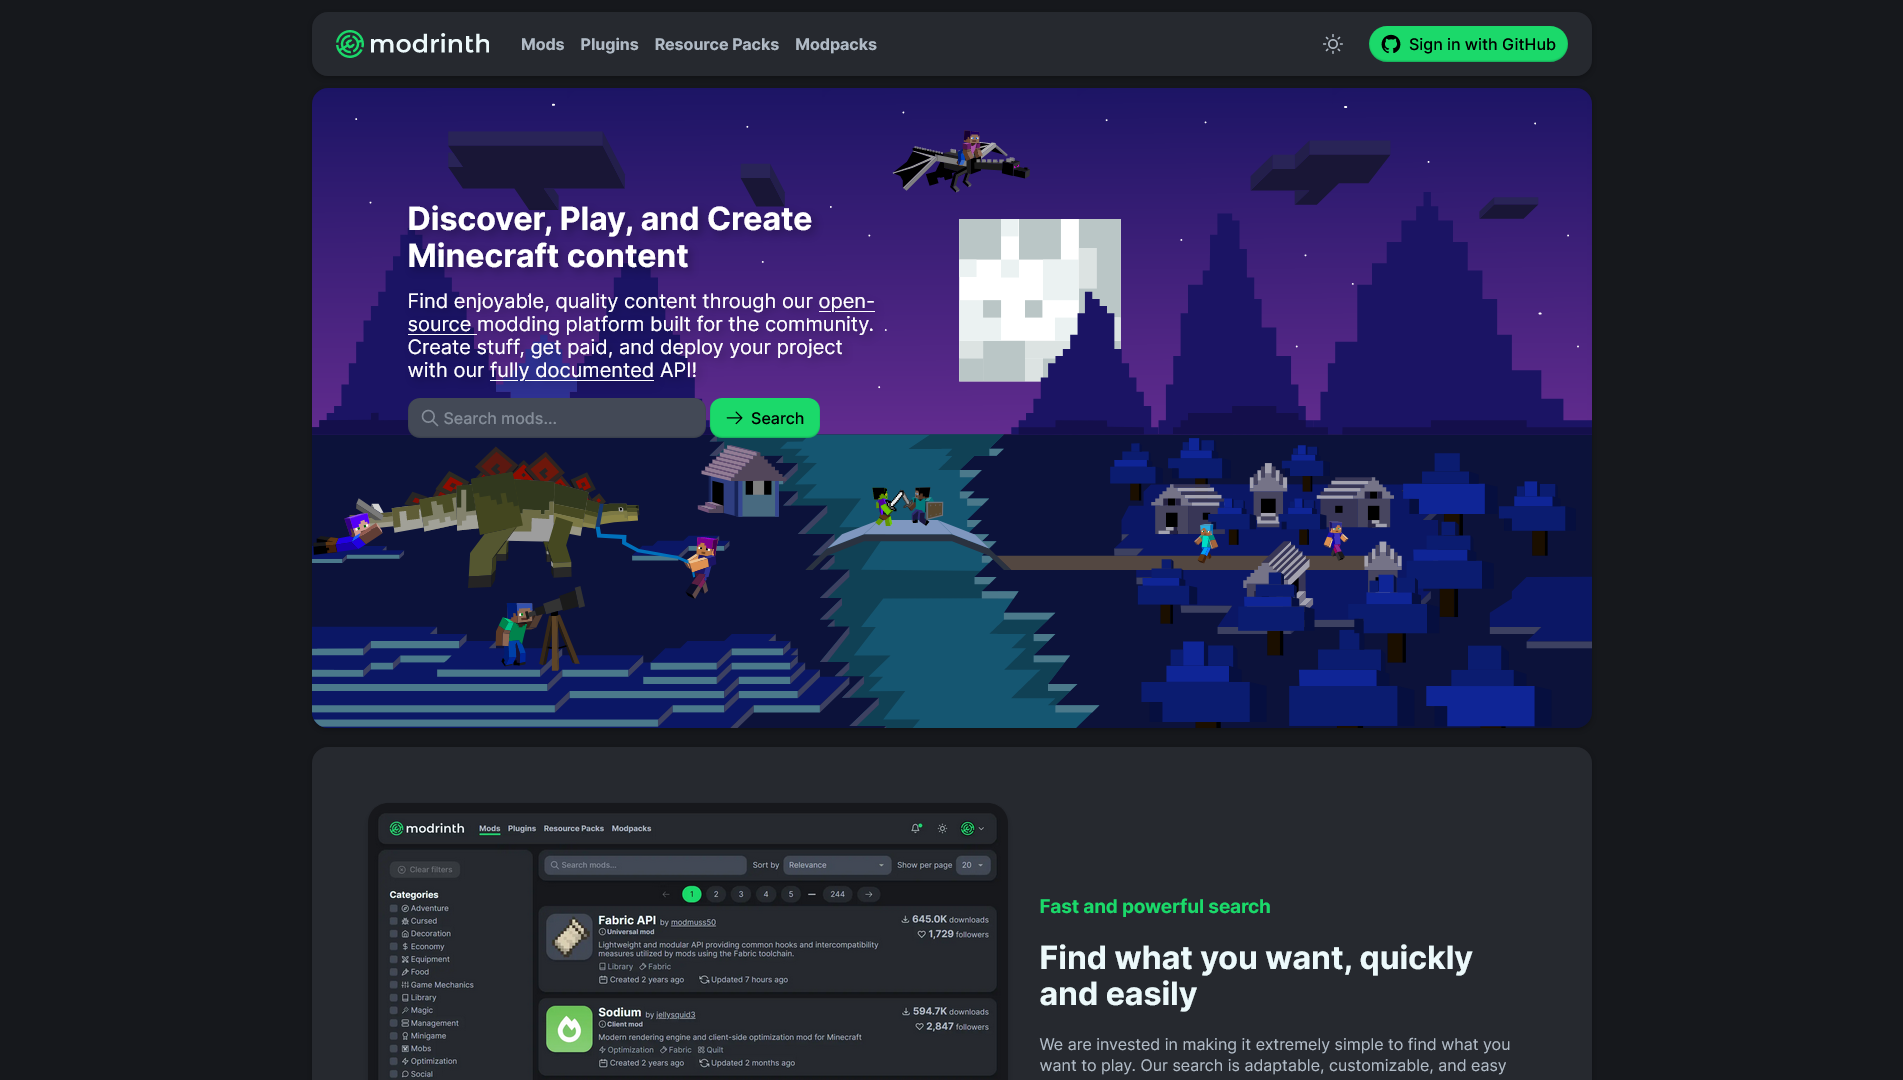 modrinth
Mods
Plugins
Resource Packs
Modpacks
Sign in with GitHub
Discover, Play, and Create
Minecraft content
Find enjoyable, quality content through our open-
source modding platform built for the community.
Create stuff, get paid, and deploy your project
with our fully documented API!
Search mods...
Search
modrinth
Mods
Plugins
Resource Packs
Modpacks
Clear filters
Categories
Adventure
Cursed
Decoration
Economy
Equipment
Food
Game Mechanics
Library
Magic
Management
Minigame
Mobs
Optimization
Social
Search mods...
Sort by
Relevance
Show per page
20
1 2 3 4 5 — 244
Fabric API by modmuss50
Universal mod
Lightweight and modular API providing common hooks and intercompatibility
measures utilized by mods using the Fabric toolchain.
Library Fabric
Created 2 years ago Updated 7 hours ago
645.0K downloads
1,729 followers
Sodium by jellysquid3
Client mod
Modern rendering engine and client-side optimization mod for Minecraft
Optimization Fabric Quilt
Created 2 years ago Updated 2 months ago
594.7K downloads
2,847 followers
Fast and powerful search
Find what you want, quickly
and easily
We are invested in making it extremely simple to find what you
want to play. Our search is adaptable, customizable, and easy